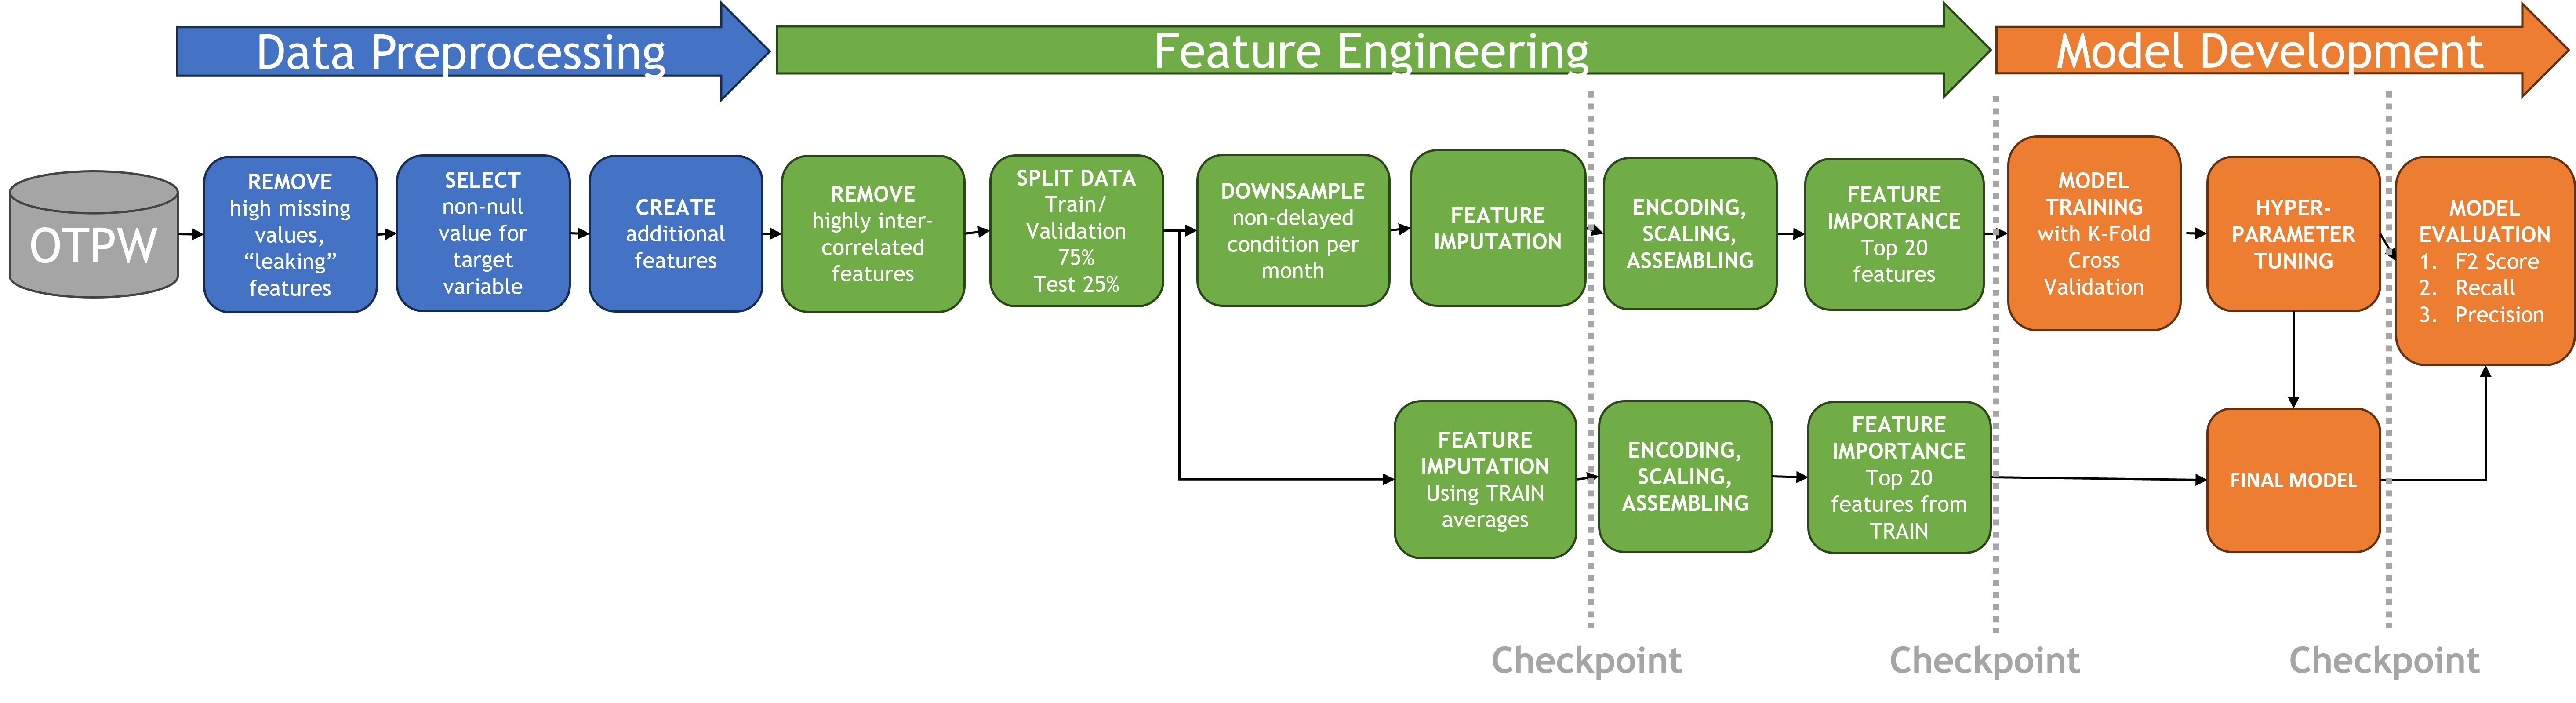 Data Preprocessing
Feature Engineering
Model Development
OTPW
REMOVE
high missing
values,
“leaking”
features
SELECT
non-null
value for
target
variable
CREATE
additional
features
REMOVE
highly inter-
correlated
features
SPLIT DATA
Train/
Validation
75%
Test 25%
DOWNSAMPLE
non-delayed
condition per
month
FEATURE
IMPUTATION
ENCODING,
SCALING,
ASSEMBLING
FEATURE
IMPORTANCE
Top 20
features
MODEL
TRAINING
with K-Fold
Cross
Validation
HYPER-
PARAMETER
TUNING
MODEL
EVALUATION
1. F2 Score
2. Recall
3. Precision
FEATURE
IMPUTATION
Using TRAIN
averages
ENCODING,
SCALING,
ASSEMBLING
FEATURE
IMPORTANCE
Top 20
features from
TRAIN
FINAL MODEL
Checkpoint
Checkpoint
Checkpoint